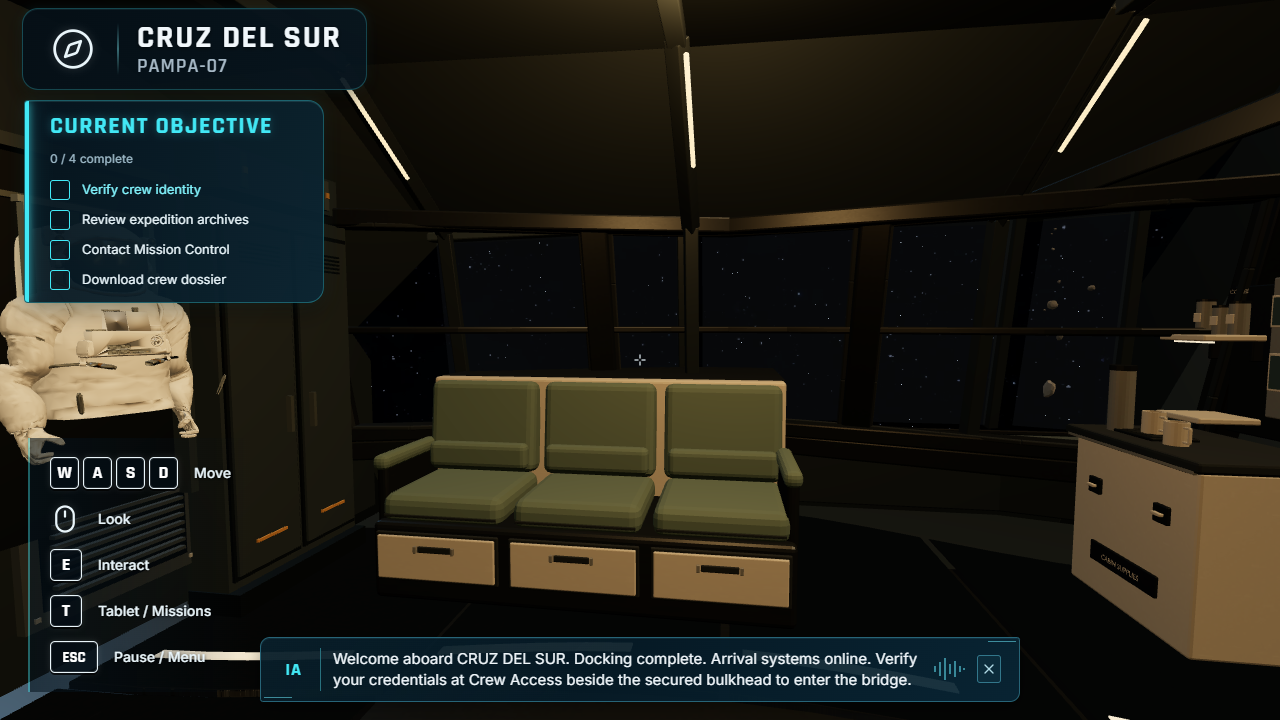 CRUZ DEL SUR
PAMPA-07
CURRENT OBJECTIVE
0 / 4 complete
Verify crew identity
Review expedition archives
Contact Mission Control
Download crew dossier
W A S D Move
Look
E Interact
T Tablet / Missions
ESC Pause / Menu
CABIN SUPPLIES
IA
Welcome aboard CRUZ DEL SUR. Docking complete. Arrival systems online. Verify
your credentials at Crew Access beside the secured bulkhead to enter the bridge.